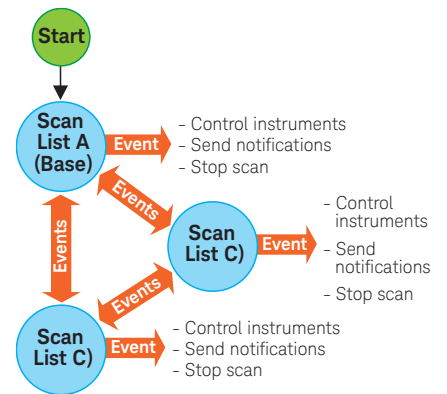 Start
Scan
List A
(Base)
Event
- Control instruments
- Send notifications
- Stop scan
Events
Events
Scan
List C)
Event
- Control
instruments
- Send
notifications
- Stop scan
Events
Scan
List C)
Event
- Control instruments
- Send notifications
- Stop scan